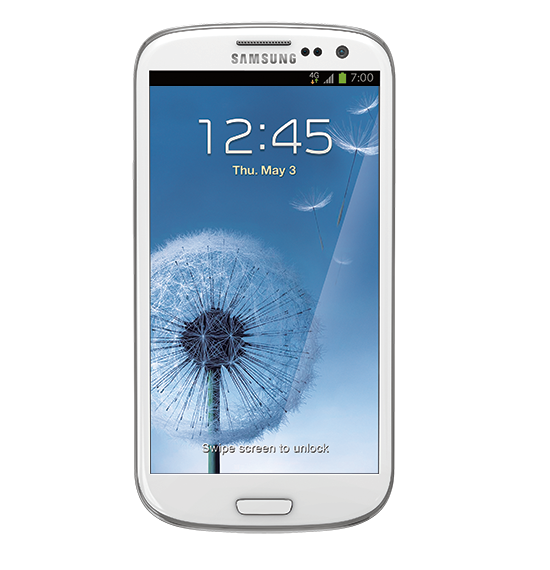 SAMSUNG
4G 7:00
12:45
Thu. May 3
Swipe screen to unlock